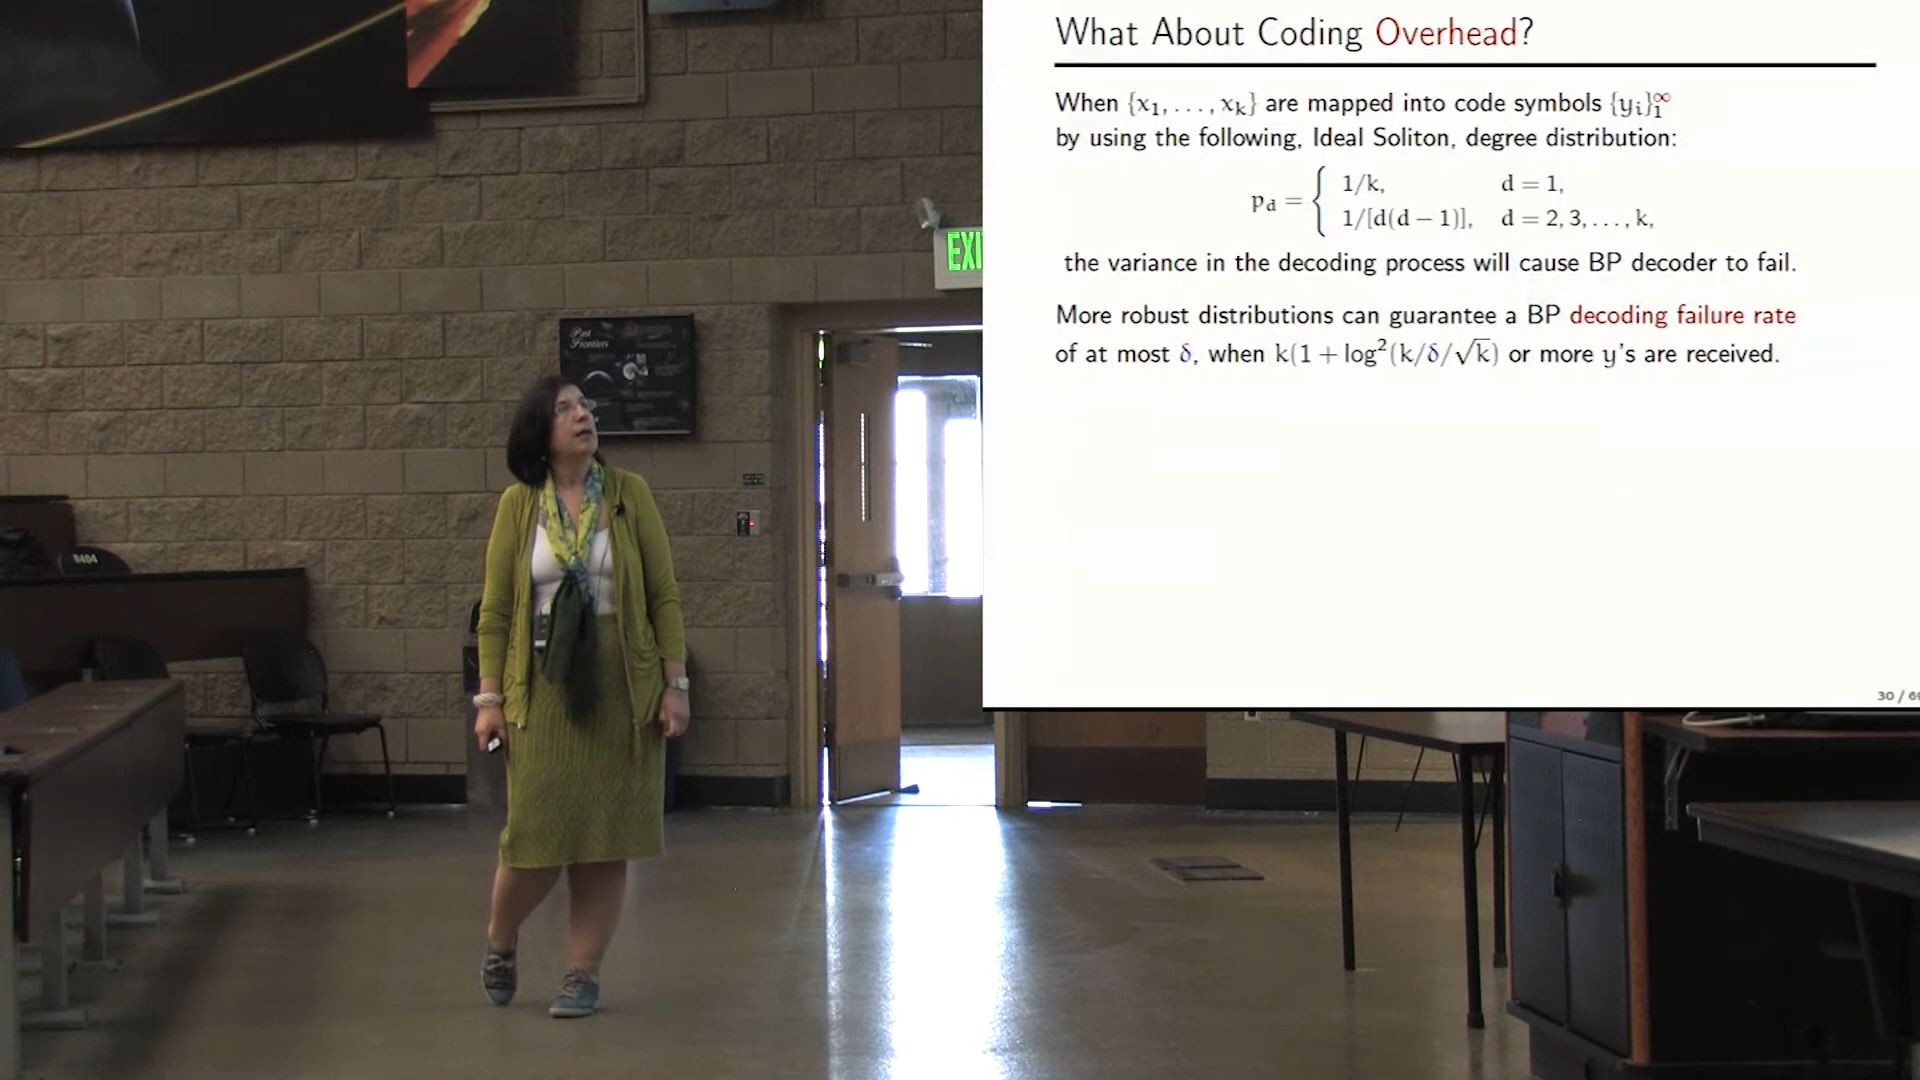 What About Coding Overhead?
When {x₁, . . . , xₖ} are mapped into code symbols {yᵢ}₁^∞
by using the following, Ideal Soliton, degree distribution:
p_d = { 1/k, d = 1,
1/[d(d − 1)], d = 2, 3, . . . , k,
the variance in the decoding process will cause BP decoder to fail.
More robust distributions can guarantee a BP decoding failure rate
of at most δ, when k(1 + log²(k/δ/√k) or more y's are received.
30 / 6
EXI
Past
Frontiers